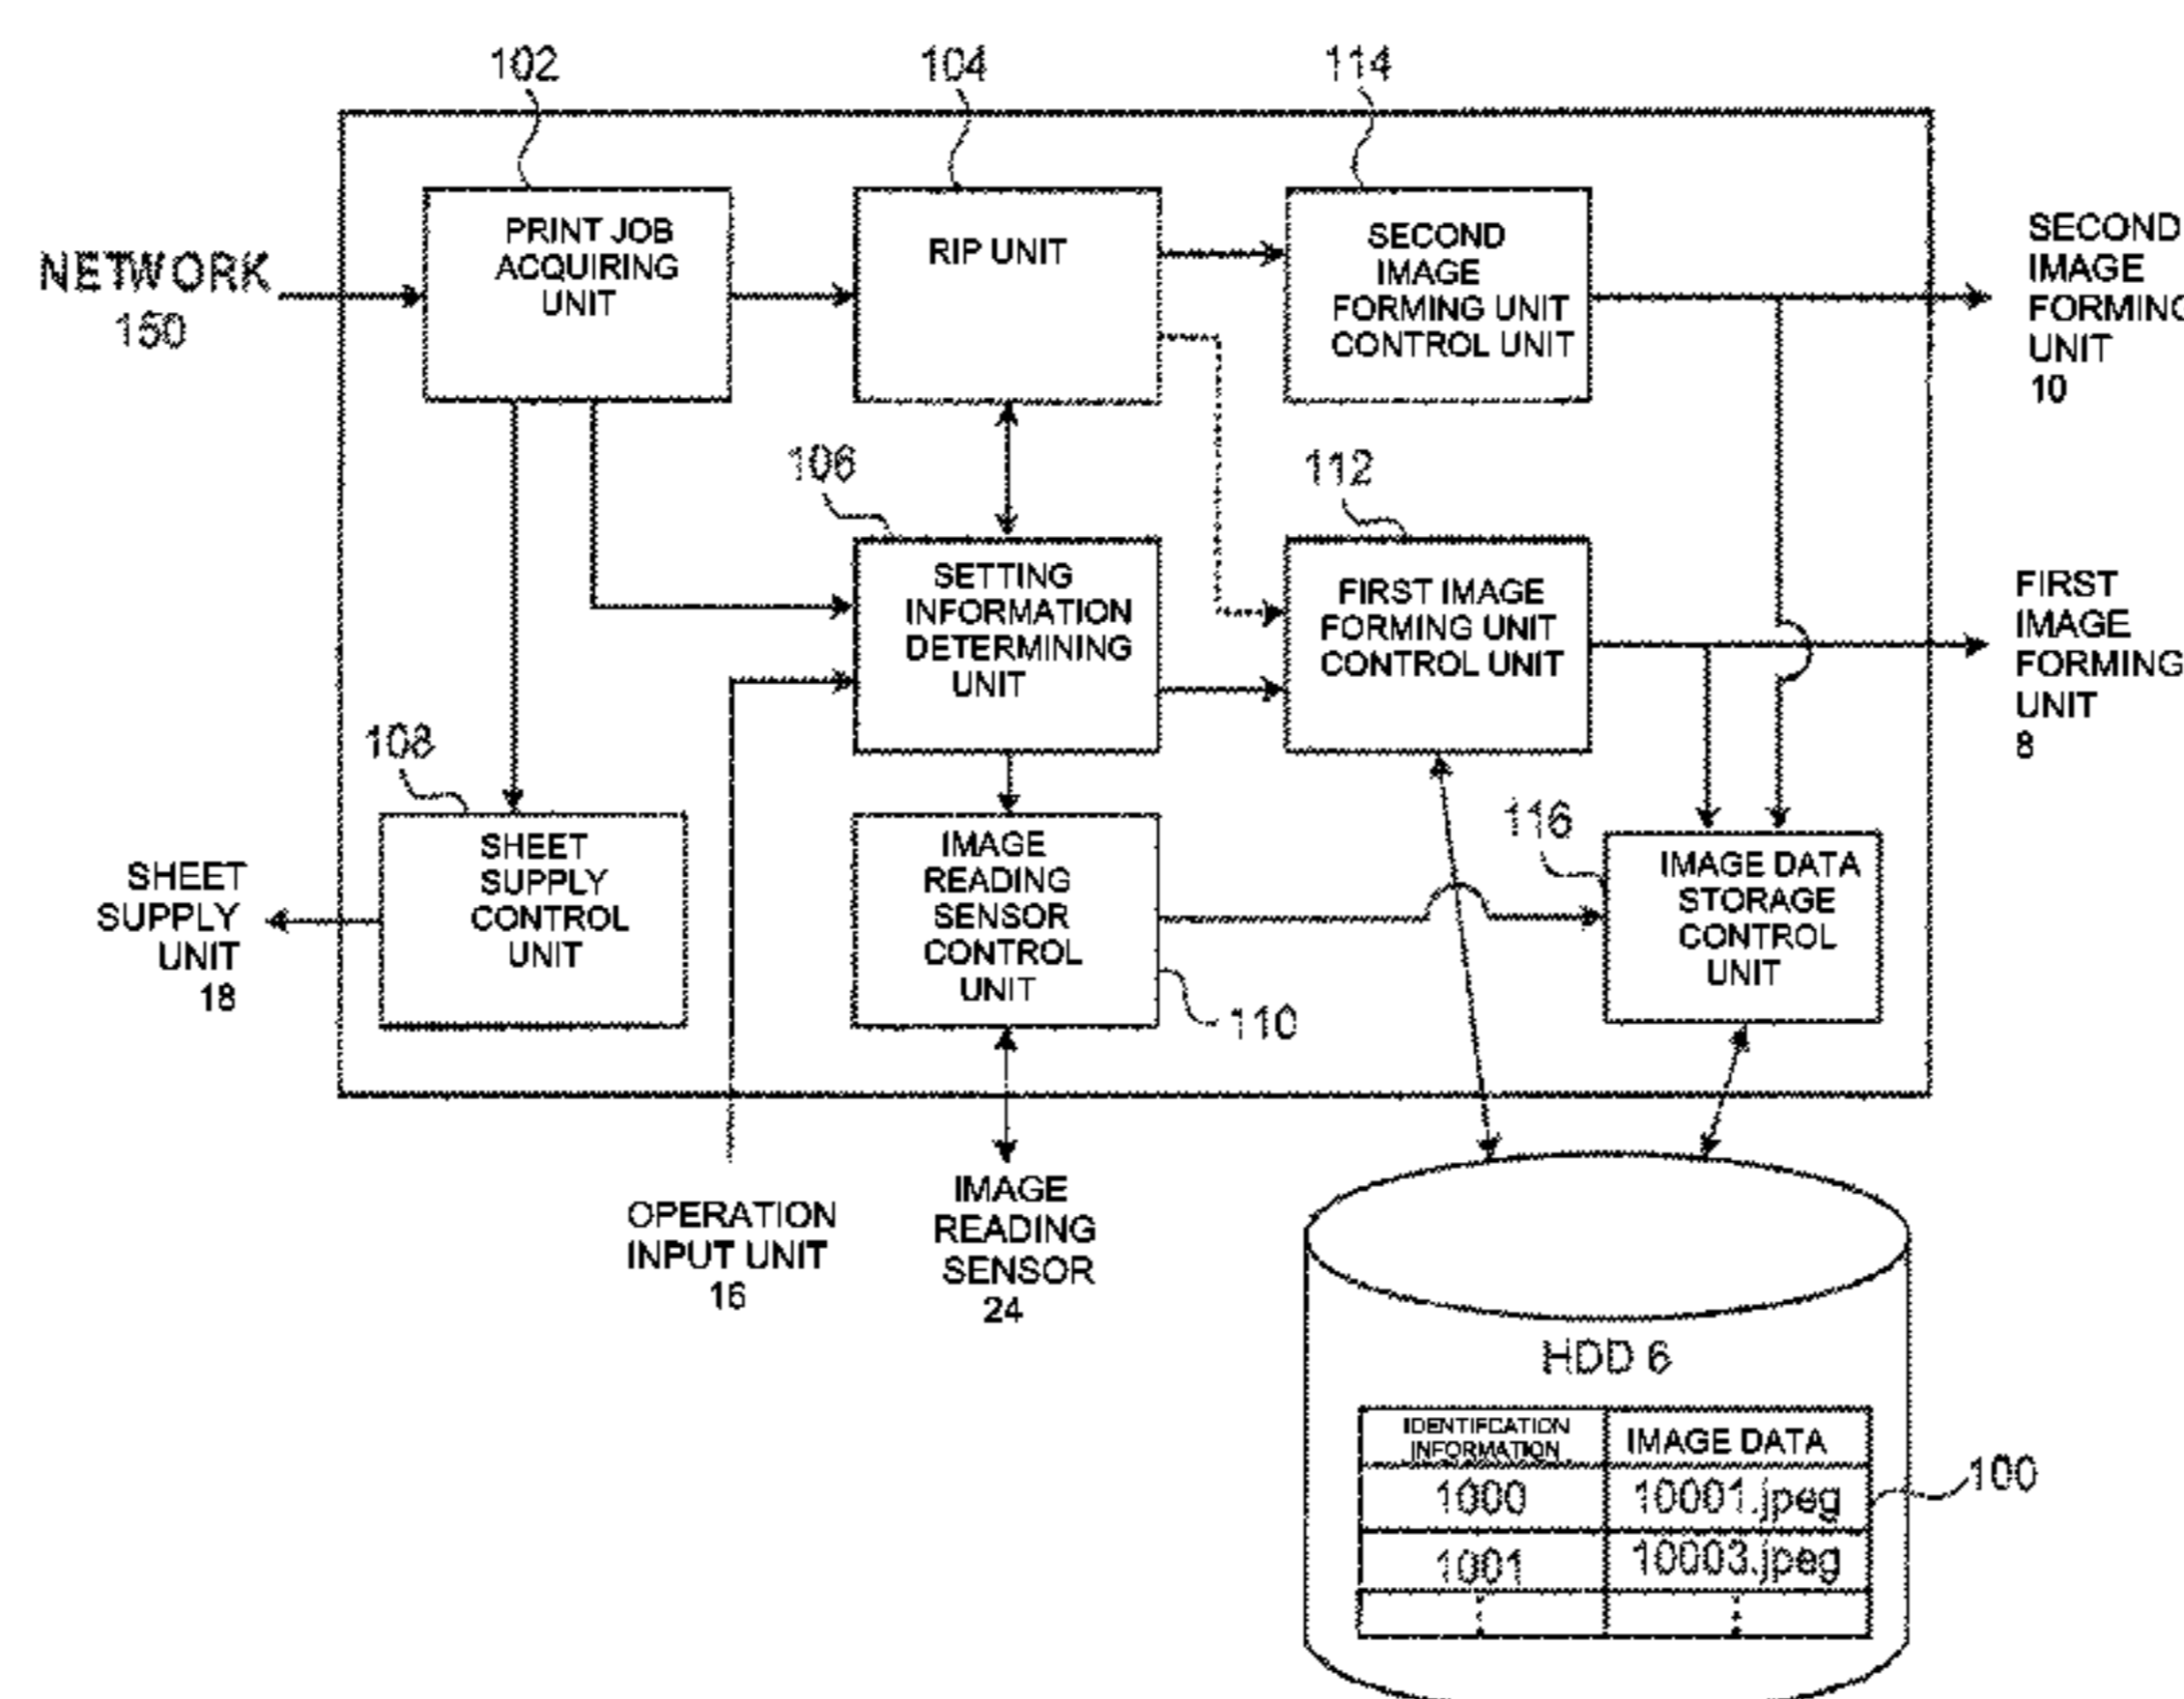 102
104
114
NETWORK
150
PRINT JOB
ACQUIRING
UNIT
RIP UNIT
SECOND
IMAGE
FORMING UNIT
CONTROL UNIT
SECOND
IMAGE
FORMING
UNIT
10
106
112
SETTING
INFORMATION
DETERMINING
UNIT
FIRST IMAGE
FORMING UNIT
CONTROL UNIT
FIRST
IMAGE
FORMING
UNIT
8
108
SHEET
SUPPLY
UNIT
18
SHEET
SUPPLY
CONTROL
UNIT
IMAGE
READING
SENSOR
CONTROL
UNIT
110
116
IMAGE DATA
STORAGE
CONTROL
UNIT
OPERATION
INPUT UNIT
16
IMAGE
READING
SENSOR
24
HDD 6
IDENTIFCATION
INFORMATION
IMAGE DATA
1000
10001.jpeg
1001
10003.jpeg
100